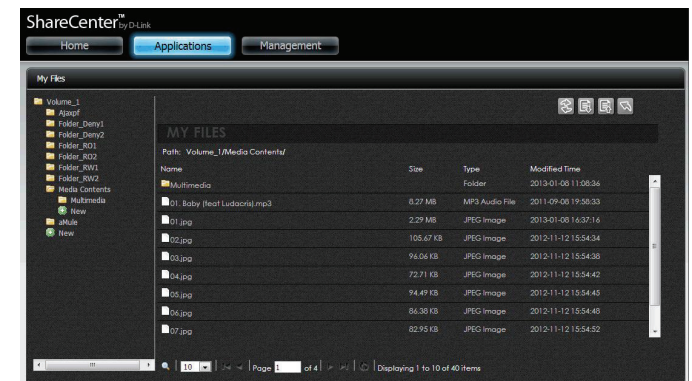 ShareCenter™ by D-Link
Home Applications Management
My Files
Volume_1
Ajaxpf
Folder_Deny1
Folder_Deny2
Folder_RO1
Folder_RO2
Folder_RW1
Folder_RW2
Media Contents
Multimedia
New
aMule
New
MY FILES
Path: Volume_1/Media Contents/
Name Size Type Modified Time
Multimedia Folder 2013-01-08 11:08:36
01. Baby (feat Ludacris).mp3 8.27 MB MP3 Audio File 2011-09-08 19:58:33
01.jpg 2.29 MB JPEG Image 2013-01-08 16:37:16
02.jpg 105.67 KB JPEG Image 2012-11-12 15:54:34
03.jpg 96.06 KB JPEG Image 2012-11-12 15:54:38
04.jpg 72.71 KB JPEG Image 2012-11-12 15:54:42
05.jpg 94.49 KB JPEG Image 2012-11-12 15:54:45
06.jpg 86.38 KB JPEG Image 2012-11-12 15:54:48
07.jpg 82.95 KB JPEG Image 2012-11-12 15:54:52
10 Page 1 of 4 Displaying 1 to 10 of 40 items